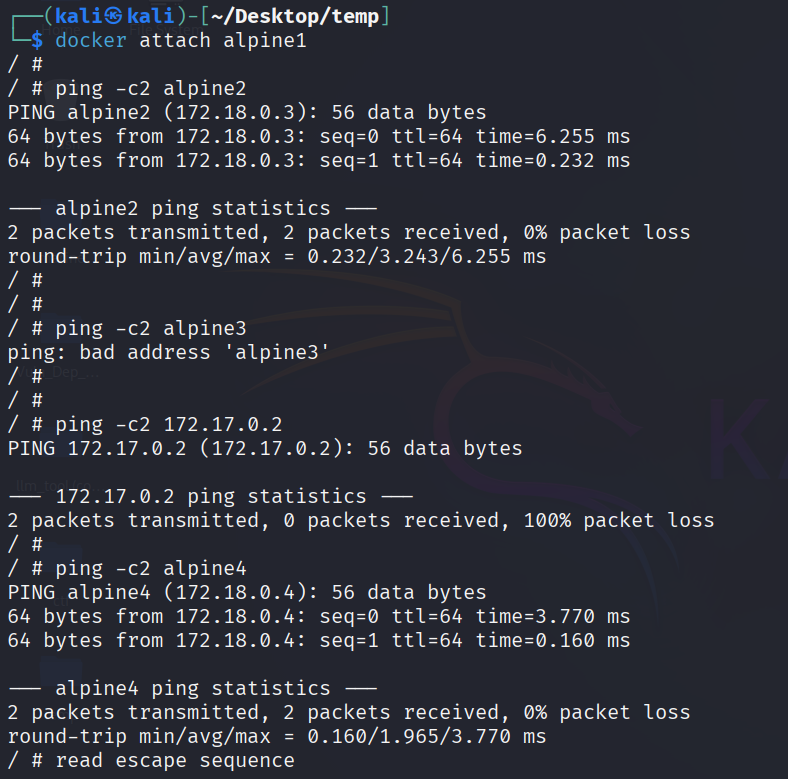 ┌──(kali㉿kali)-[~/Desktop/temp]
└─$ docker attach alpine1
/ #
/ # ping -c2 alpine2
PING alpine2 (172.18.0.3): 56 data bytes
64 bytes from 172.18.0.3: seq=0 ttl=64 time=6.255 ms
64 bytes from 172.18.0.3: seq=1 ttl=64 time=0.232 ms
--- alpine2 ping statistics ---
2 packets transmitted, 2 packets received, 0% packet loss
round-trip min/avg/max = 0.232/3.243/6.255 ms
/ #
/ #
/ # ping -c2 alpine3
ping: bad address 'alpine3'
/ #
/ #
/ # ping -c2 172.17.0.2
PING 172.17.0.2 (172.17.0.2): 56 data bytes
--- 172.17.0.2 ping statistics ---
2 packets transmitted, 0 packets received, 100% packet loss
/ #
/ # ping -c2 alpine4
PING alpine4 (172.18.0.4): 56 data bytes
64 bytes from 172.18.0.4: seq=0 ttl=64 time=3.770 ms
64 bytes from 172.18.0.4: seq=1 ttl=64 time=0.160 ms
--- alpine4 ping statistics ---
2 packets transmitted, 2 packets received, 0% packet loss
round-trip min/avg/max = 0.160/1.965/3.770 ms
/ # read escape sequence